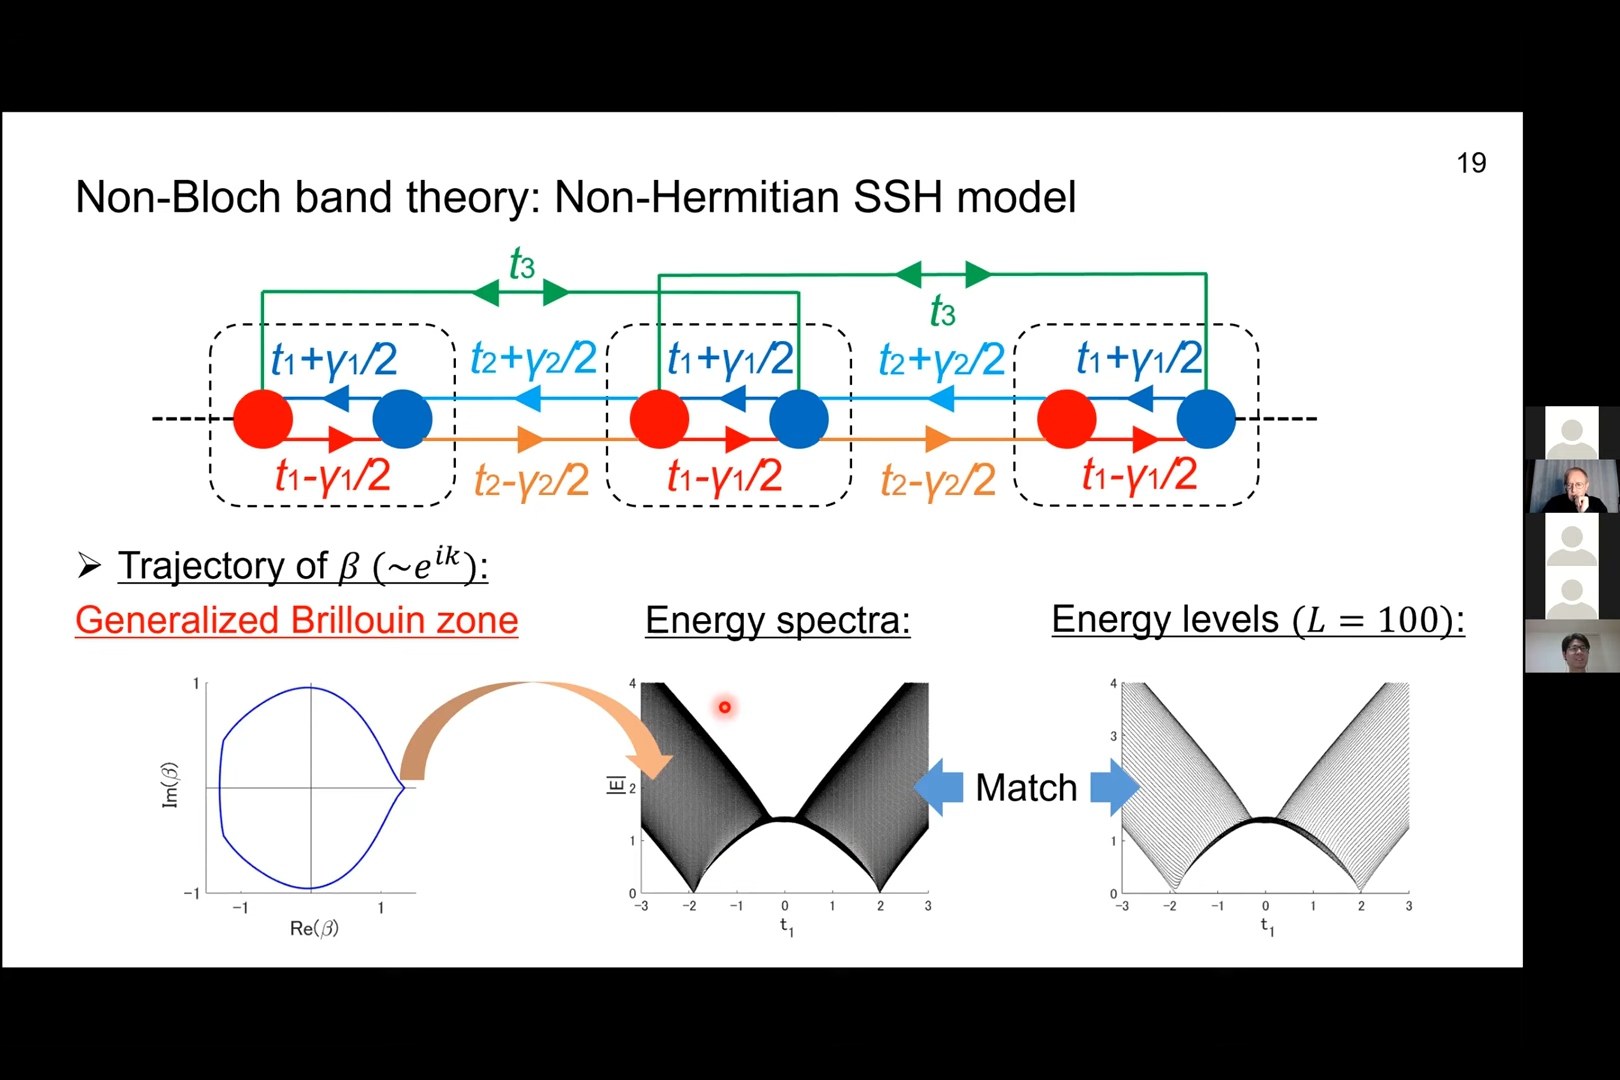 19
Non-Bloch band theory: Non-Hermitian SSH model
t3
t3
t1+γ1/2 t2+γ2/2 t1+γ1/2 t2+γ2/2 t1+γ1/2
t1-γ1/2 t2-γ2/2 t1-γ1/2 t2-γ2/2 t1-γ1/2
➢ Trajectory of β (~e^{ik}):
Generalized Brillouin zone
Energy spectra:
Energy levels (L = 100):
1
Im(β)
−1
−1 1
Re(β)
4
|E| 2
1
0
−3 −2 −1 0 1 2 3
t1
Match
4
3
1
0
−3 −2 −1 0 1 2 3
t1